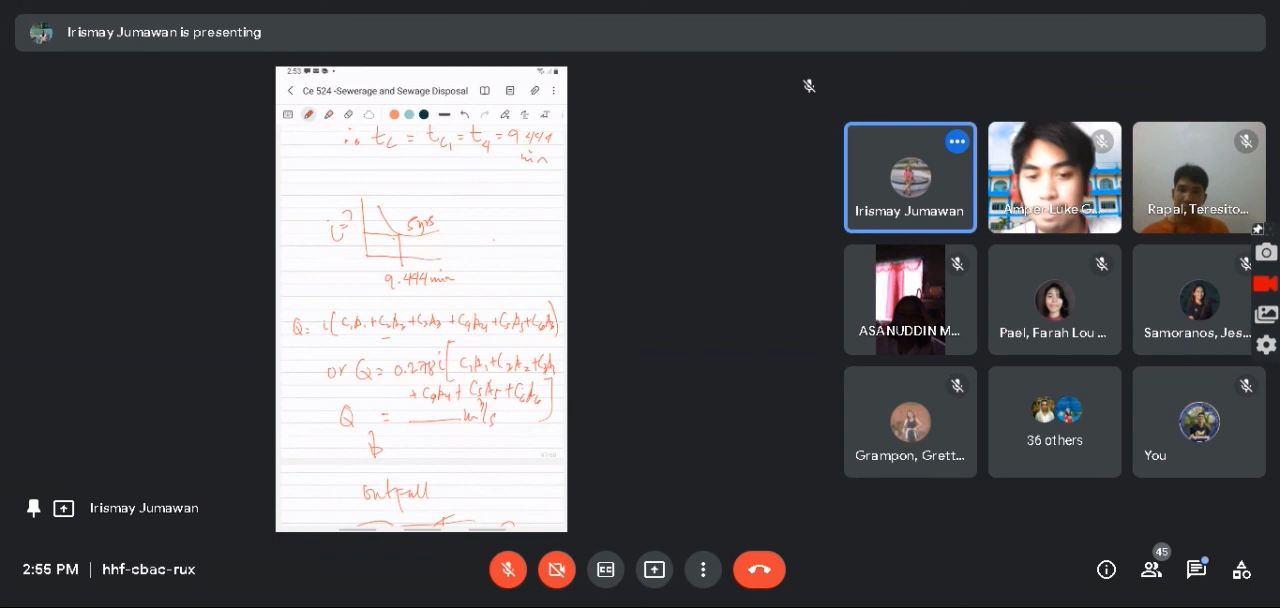 Irismay Jumawan is presenting
2:53
Ce 524 -Sewerage and Sewage Disposal
∴ tc = tc1 = t4 = 9.444
min
i=?
5yrs
9.444 min
Q= i(C1A1+C2A2+C3A3+C4A4+C5A5+C6A6)
or Q= 0.278i[C1A1+C2A2+C3A3
+C4A4+C5A5+C6A6]
Q = ___ m³/s
outfall
Irismay Jumawan
Amper Luke G...
Rapal, Teresito...
ASANUDDIN M...
Pael, Farah Lou ...
Samoranos, Jes...
Grampon, Grett...
36 others
You
Irismay Jumawan
2:55 PM | hhf-cbac-rux
45